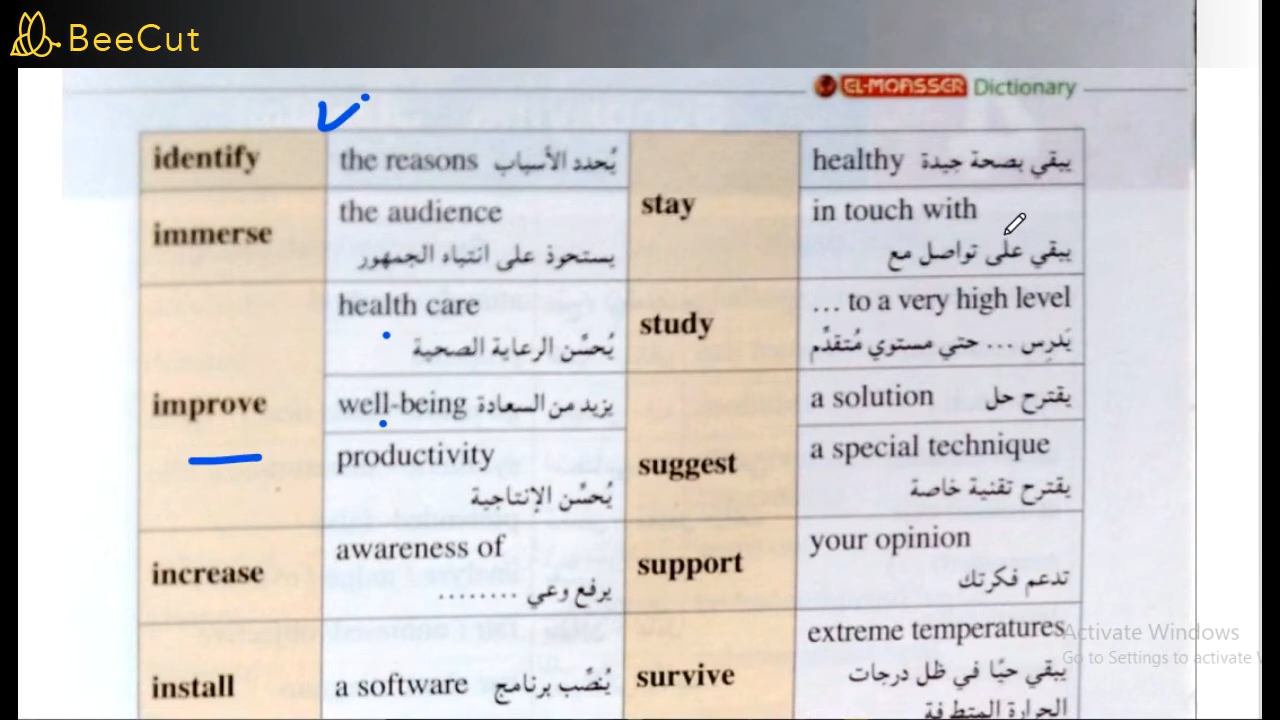 BeeCut
EL-MOASSER Dictionary
identify
the reasons يُحدد الأسباب
immerse
the audience
يستحوذ على انتباه الجمهور
improve
health care
يُحسِّن الرعاية الصحية
well-being يزيد من السعادة
productivity
يُحسِّن الإنتاجية
increase
awareness of
يرفع وعي ........
install
a software يُنصِّب برنامج
stay
healthy يبقي بصحة جيدة
in touch with
يبقي على تواصل مع
study
... to a very high level
يَدرِس ... حتي مستوي مُتقدِّم
suggest
a solution يقترح حل
a special technique
يقترح تقنية خاصة
support
your opinion
تدعم فكرتك
survive
extreme temperatures
يبقي حيًا في ظل درجات
الحرارة المتطرفة
Activate Windows
Go to Settings to activate